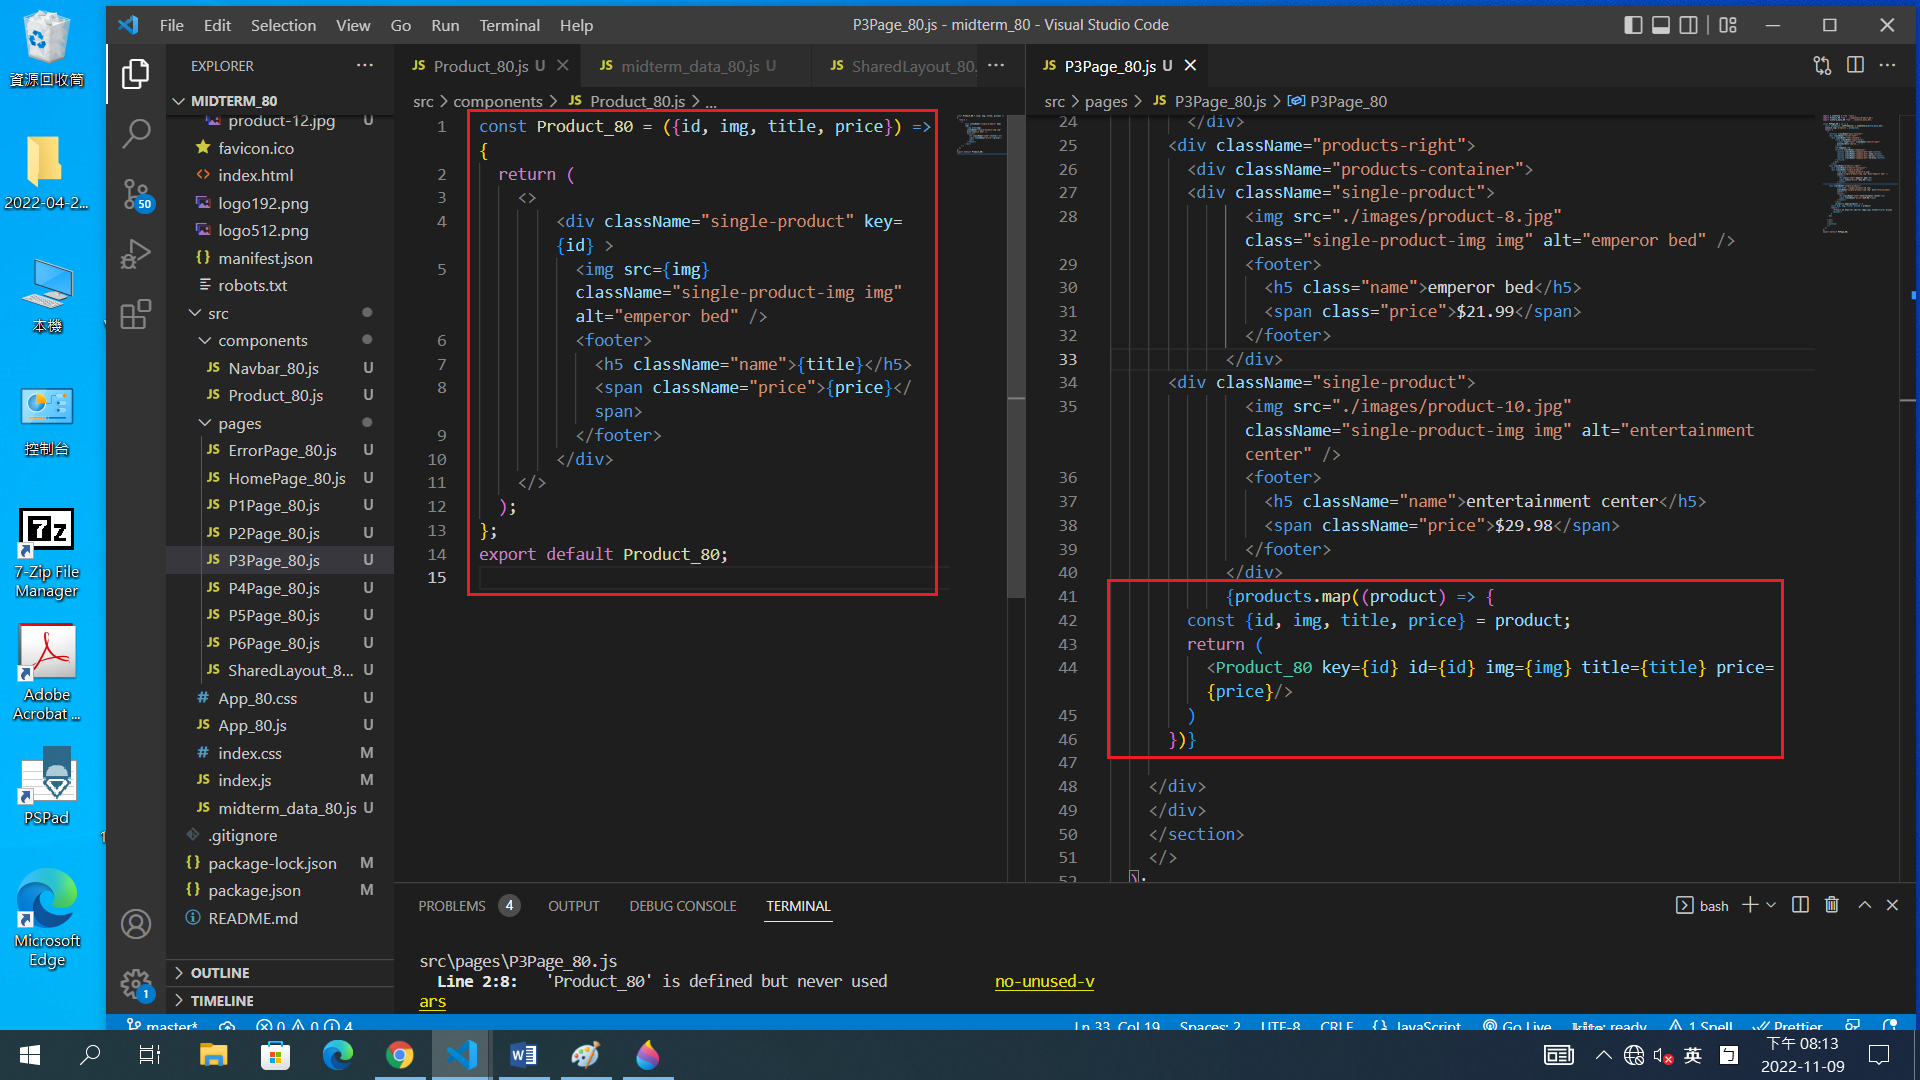 資源回收筒
2022-04-2...
本機
控制台
7-Zip File
Manager
Adobe
Acrobat ...
PSPad
Microsoft
Edge
File Edit Selection View Go Run Terminal Help
P3Page_80.js - midterm_80 - Visual Studio Code
EXPLORER
MIDTERM_80
product-12.jpg U
favicon.ico
index.html
logo192.png
logo512.png
manifest.json
robots.txt
src
components
Navbar_80.js U
Product_80.js U
pages
ErrorPage_80.js U
HomePage_80.js U
P1Page_80.js U
P2Page_80.js U
P3Page_80.js U
P4Page_80.js U
P5Page_80.js U
P6Page_80.js U
SharedLayout_8... U
App_80.css U
App_80.js U
index.css M
index.js M
midterm_data_80.js U
.gitignore
package-lock.json M
package.json M
README.md
OUTLINE
TIMELINE
50
1
Product_80.js U midterm_data_80.js U SharedLayout_80.
src > components > JS Product_80.js > ...
1 const Product_80 = ({id, img, title, price}) =>
{
2 return (
3 <>
4 <div className="single-product" key=
{id} >
5 <img src={img}
className="single-product-img img"
alt="emperor bed" />
6 <footer>
7 <h5 className="name">{title}</h5>
8 <span className="price">{price}</
span>
9 </footer>
10 </div>
11 </>
12 );
13 };
14 export default Product_80;
15
P3Page_80.js U
src > pages > JS P3Page_80.js > P3Page_80
24 </div>
25 <div className="products-right">
26 <div className="products-container">
27 <div className="single-product">
28 <img src="./images/product-8.jpg"
class="single-product-img img" alt="emperor bed" />
29 <footer>
30 <h5 class="name">emperor bed</h5>
31 <span class="price">$21.99</span>
32 </footer>
33 </div>
34 <div className="single-product">
35 <img src="./images/product-10.jpg"
className="single-product-img img" alt="entertainment
center" />
36 <footer>
37 <h5 className="name">entertainment center</h5>
38 <span className="price">$29.98</span>
39 </footer>
40 </div>
41 {products.map((product) => {
42 const {id, img, title, price} = product;
43 return (
44 <Product_80 key={id} id={id} img={img} title={title} price=
{price}/>
45 )
46 })}
47
48 </div>
49 </div>
50 </section>
51 </>
52 );
PROBLEMS 4 OUTPUT DEBUG CONSOLE TERMINAL
bash
src\pages\P3Page_80.js
Line 2:8: 'Product_80' is defined but never used no-unused-v
ars
master* 0 0 4
Ln 33, Col 19 Spaces: 2 UTF-8 CRLF {} JavaScript Go Live kite: ready 1 Spell Prettier
英 下午 08:13
2022-11-09